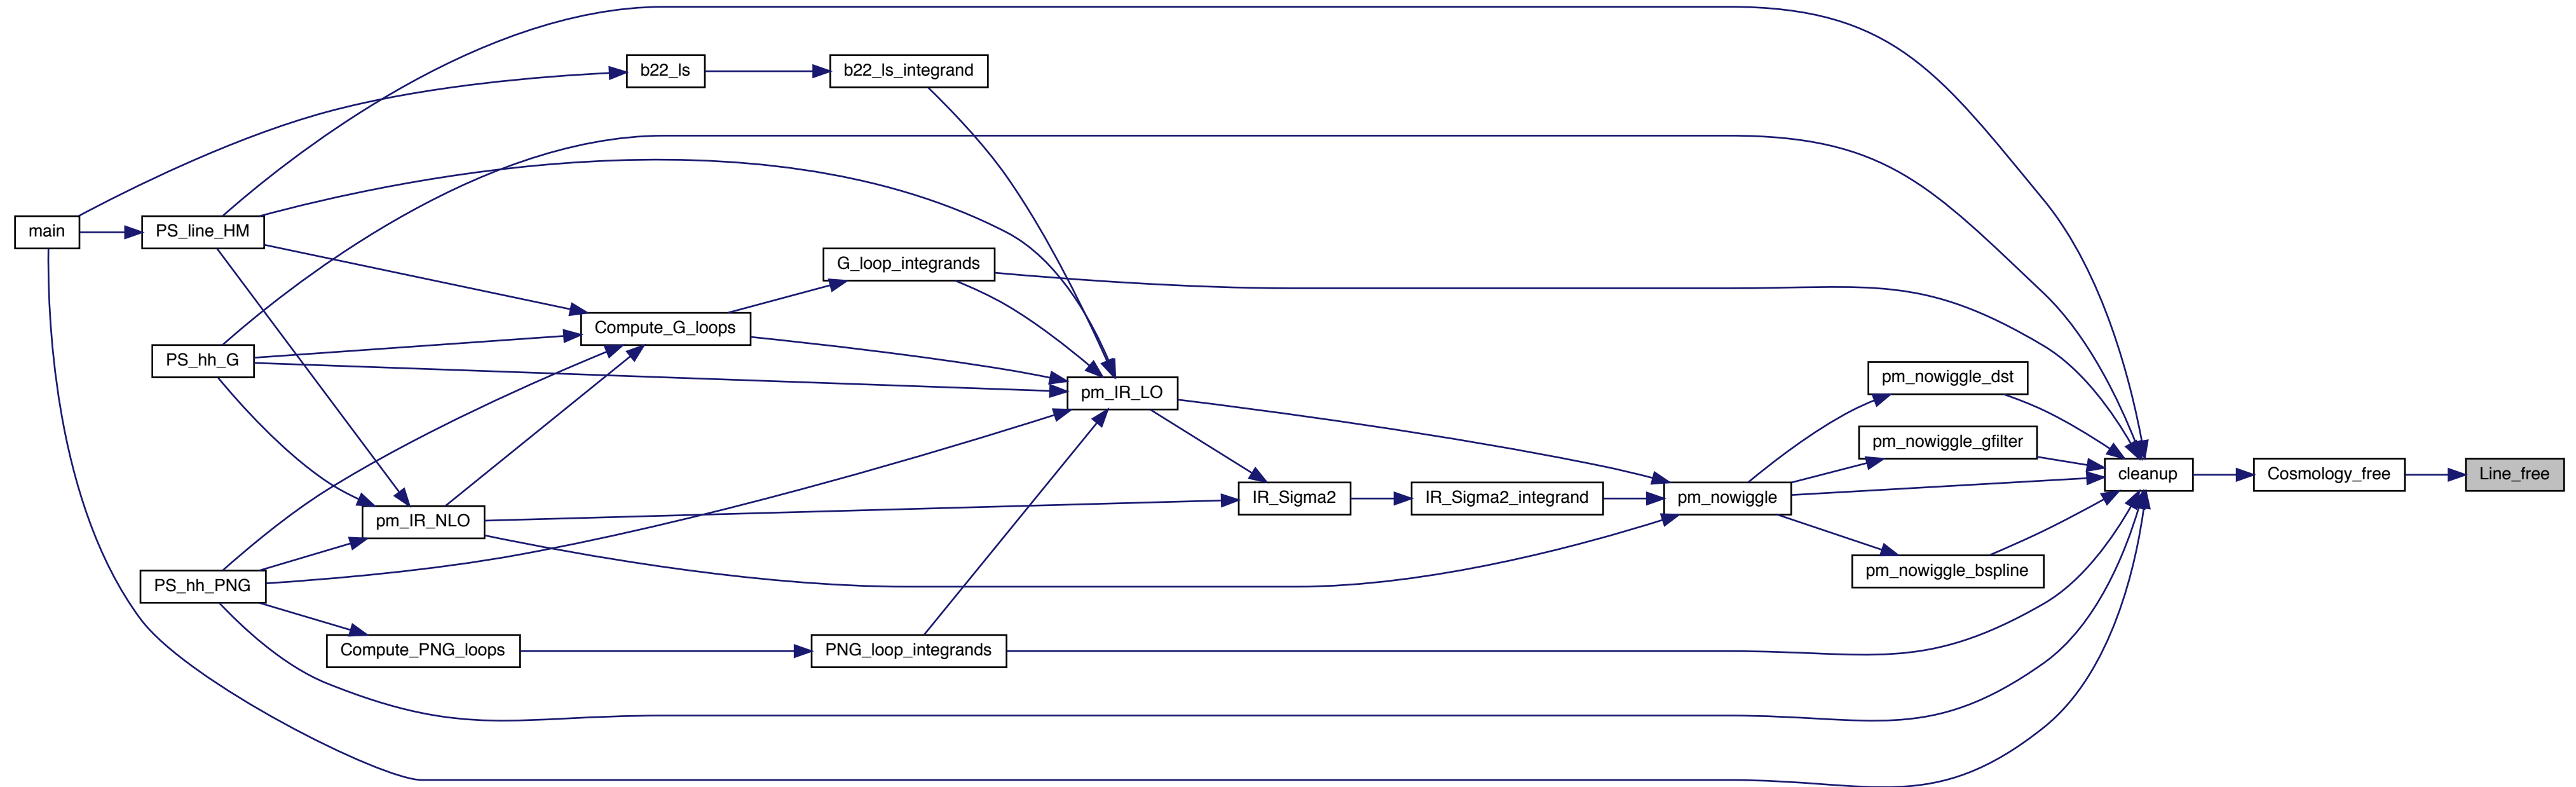 b22_ls
b22_ls_integrand
main
PS_line_HM
G_loop_integrands
Compute_G_loops
PS_hh_G
pm_IR_LO
pm_nowiggle_dst
pm_nowiggle_gfilter
cleanup
Cosmology_free
Line_free
IR_Sigma2
IR_Sigma2_integrand
pm_nowiggle
pm_IR_NLO
pm_nowiggle_bspline
PS_hh_PNG
Compute_PNG_loops
PNG_loop_integrands